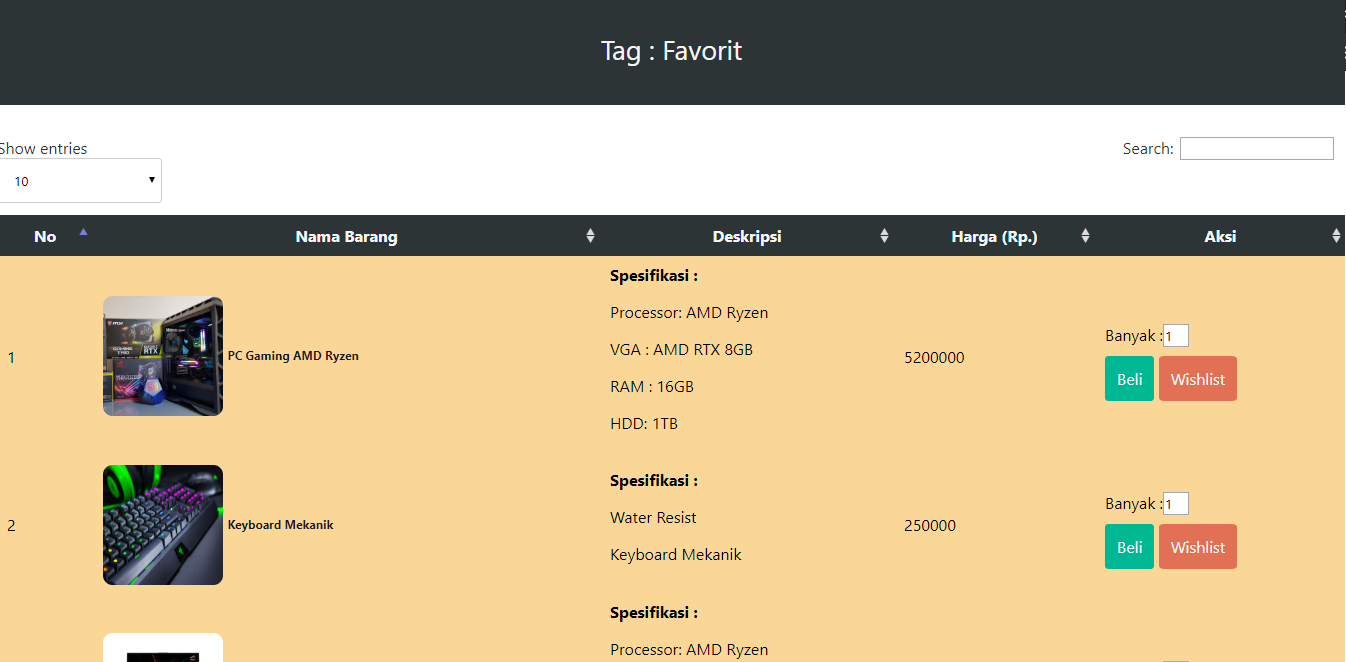 Tag : Favorit
Show entries
10
Search:
No
Nama Barang
Deskripsi
Harga (Rp.)
Aksi
1
PC Gaming AMD Ryzen
Spesifikasi :
Processor: AMD Ryzen
VGA : AMD RTX 8GB
RAM : 16GB
HDD: 1TB
5200000
Banyak :1
Beli
Wishlist
2
Keyboard Mekanik
Spesifikasi :
Water Resist
Keyboard Mekanik
250000
Banyak :1
Beli
Wishlist
Spesifikasi :
Processor: AMD Ryzen